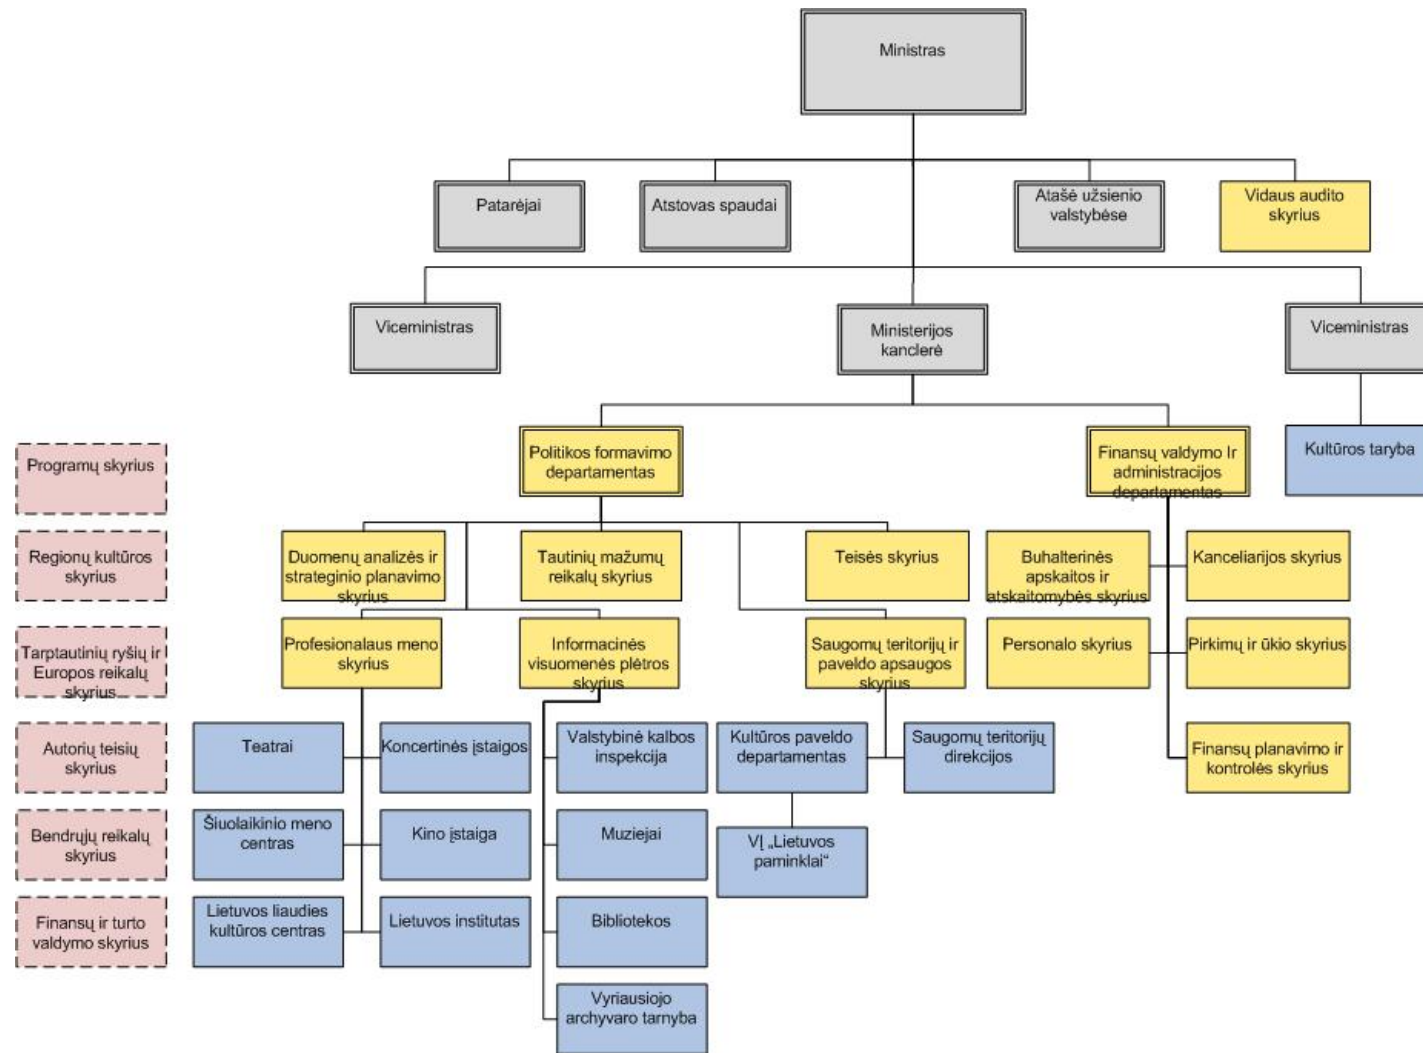 Ministras
Patarėjai
Atstovas spaudai
Atašė užsienio
valstybėse
Vidaus audito
skyrius
Viceministras
Ministerijos
kanclerė
Viceministras
Programų skyrius
Politikos formavimo
departamentas
Finansų valdymo Ir
administracijos
departamentas
Kultūros taryba
Regionų kultūros
skyrius
Duomenų analizės ir
strateginio planavimo
skyrius
Tautinių mažumų
reikalų skyrius
Teisės skyrius
Buhalterinės
apskaitos ir
atskaitomybės skyrius
Kanceliarijos skyrius
Tarptautinių ryšių ir
Europos reikalų
skyrius
Profesionalaus meno
skyrius
Informacinės
visuomenės plėtros
skyrius
Saugomų teritorijų ir
paveldo apsaugos
skyrius
Personalo skyrius
Pirkimų ir ūkio skyrius
Autorių teisių
skyrius
Teatrai
Koncertinės įstaigos
Valstybinė kalbos
inspekcija
Kultūros paveldo
departamentas
Saugomų teritorijų
direkcijos
Finansų planavimo ir
kontrolės skyrius
Bendrųjų reikalų
skyrius
Šiuolaikinio meno
centras
Kino įstaiga
Muziejai
VĮ „Lietuvos
paminklai“
Finansų ir turto
valdymo skyrius
Lietuvos liaudies
kultūros centras
Lietuvos institutas
Bibliotekos
Vyriausiojo
archyvaro tarnyba